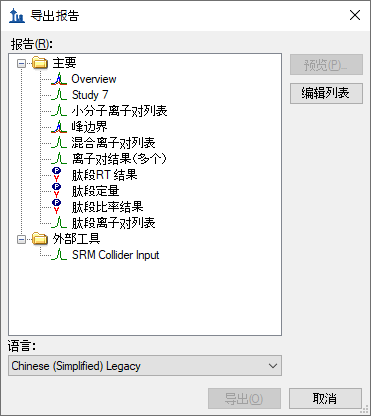 导出报告
报告(R):
预览(P)...
编辑列表
主要
Overview
Study 7
小分子离子对列表
峰边界
混合离子对列表
离子对结果(多个)
肽段RT 结果
肽段定量
肽段比率结果
肽段离子对列表
外部工具
SRM Collider Input
语言:
Chinese (Simplified) Legacy
导出(O)
取消